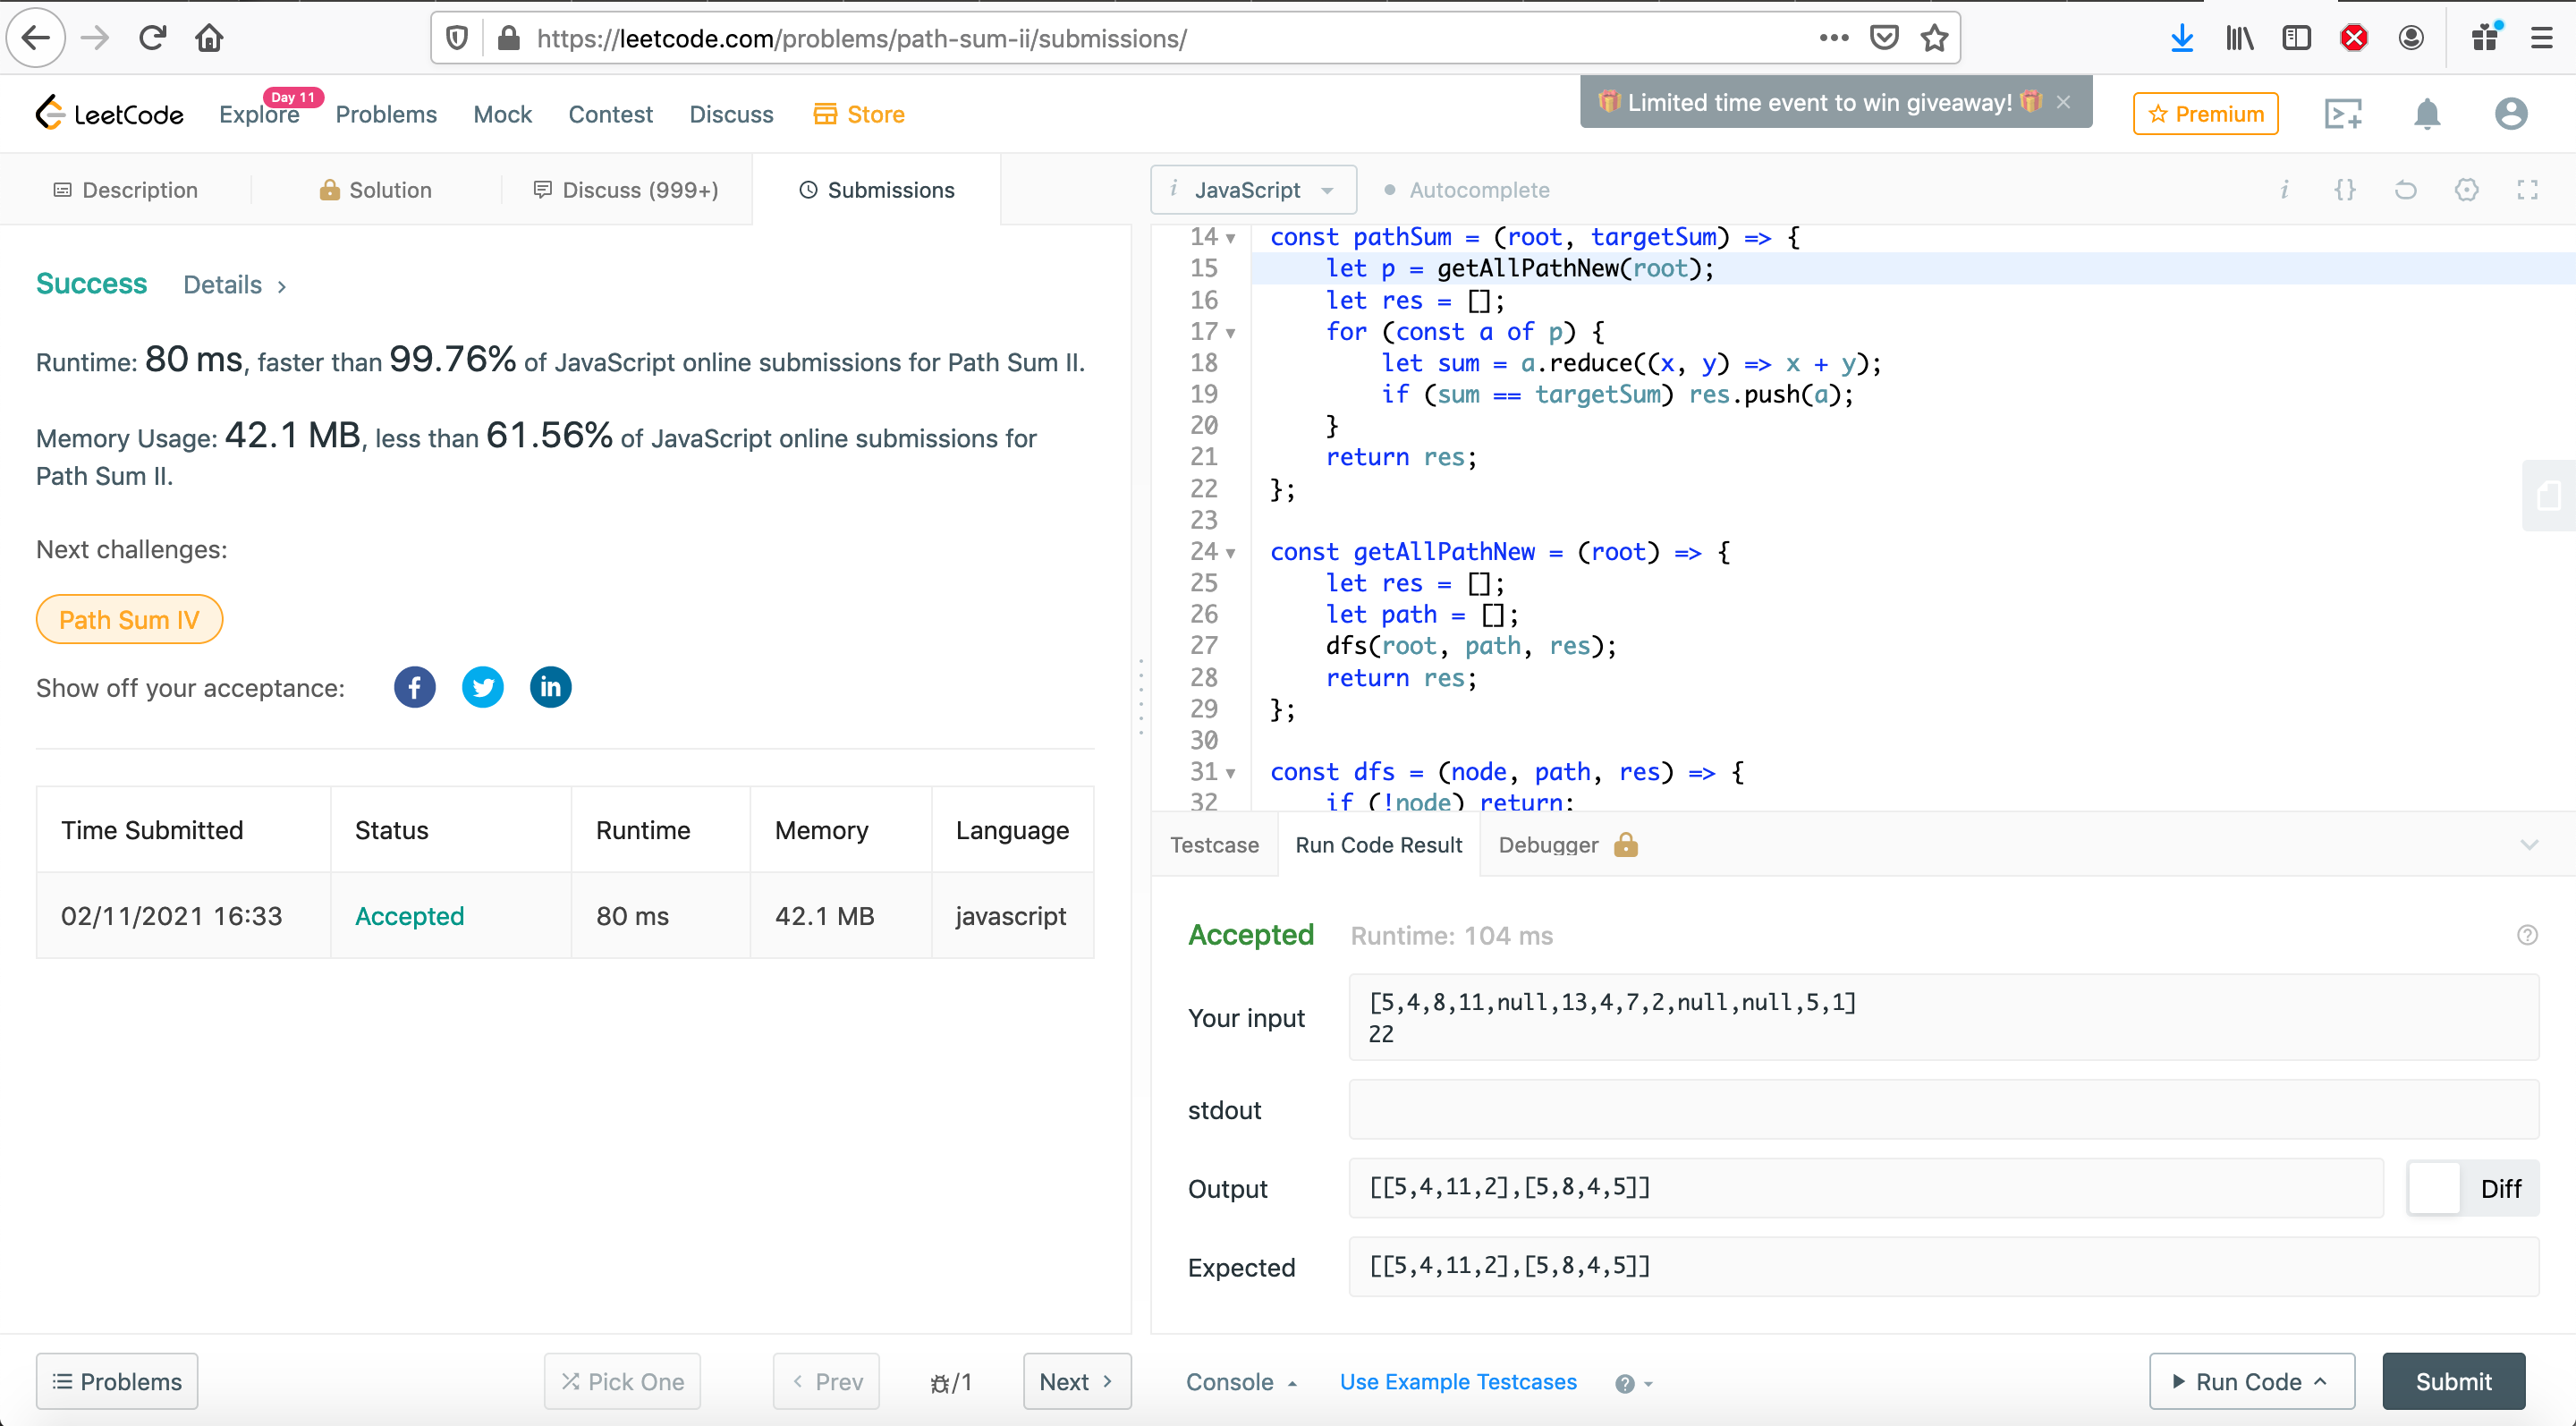 https://leetcode.com/problems/path-sum-ii/submissions/
LeetCode
Explore
Day 11
Problems
Mock
Contest
Discuss
Store
Limited time event to win giveaway!
Premium
Description
Solution
Discuss (999+)
Submissions
i JavaScript
Autocomplete
Success Details >
Runtime: 80 ms, faster than 99.76% of JavaScript online submissions for Path Sum II.
Memory Usage: 42.1 MB, less than 61.56% of JavaScript online submissions for
Path Sum II.
Next challenges:
Path Sum IV
Show off your acceptance:
Time Submitted Status Runtime Memory Language
02/11/2021 16:33 Accepted 80 ms 42.1 MB javascript
14 const pathSum = (root, targetSum) => {
15 let p = getAllPathNew(root);
16 let res = [];
17 for (const a of p) {
18 let sum = a.reduce((x, y) => x + y);
19 if (sum == targetSum) res.push(a);
20 }
21 return res;
22 };
23
24 const getAllPathNew = (root) => {
25 let res = [];
26 let path = [];
27 dfs(root, path, res);
28 return res;
29 };
30
31 const dfs = (node, path, res) => {
32 if (!node) return;
Testcase
Run Code Result
Debugger
Accepted Runtime: 104 ms
Your input
[5,4,8,11,null,13,4,7,2,null,null,5,1]
22
stdout
Output
[[5,4,11,2],[5,8,4,5]]
Diff
Expected
[[5,4,11,2],[5,8,4,5]]
Problems
Pick One
< Prev
/1
Next >
Console
Use Example Testcases
Run Code
Submit